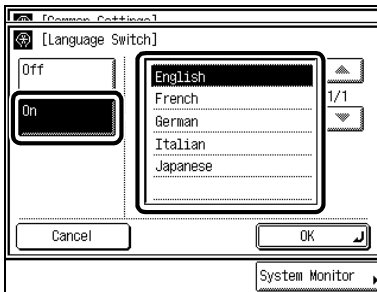 [Common Settings]
[Language Switch]
Off
On
English
French
German
Italian
Japanese
1/1
Cancel
OK
System Monitor